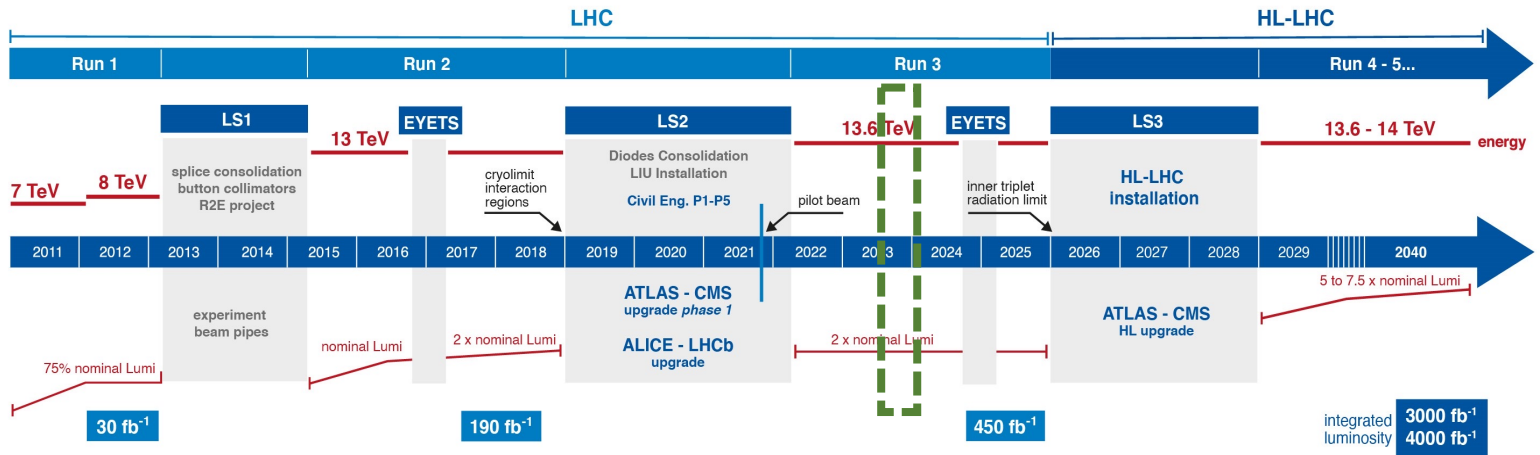 LHC
HL-LHC
Run 1
Run 2
Run 3
Run 4 - 5...
LS1
EYETS
LS2
EYETS
LS3
7 TeV
8 TeV
13 TeV
13.6 TeV
13.6 - 14 TeV
energy
splice consolidation
button collimators
R2E project
cryolimit
interaction
regions
Diodes Consolidation
LIU Installation
Civil Eng. P1-P5
pilot beam
inner triplet
radiation limit
HL-LHC
installation
2011
2012
2013
2014
2015
2016
2017
2018
2019
2020
2021
2022
2023
2024
2025
2026
2027
2028
2029
2040
experiment
beam pipes
ATLAS - CMS
upgrade phase 1
ALICE - LHCb
upgrade
ATLAS - CMS
HL upgrade
5 to 7.5 x nominal Lumi
75% nominal Lumi
nominal Lumi
2 x nominal Lumi
2 x nominal Lumi
30 fb⁻¹
190 fb⁻¹
450 fb⁻¹
integrated
luminosity
3000 fb⁻¹
4000 fb⁻¹